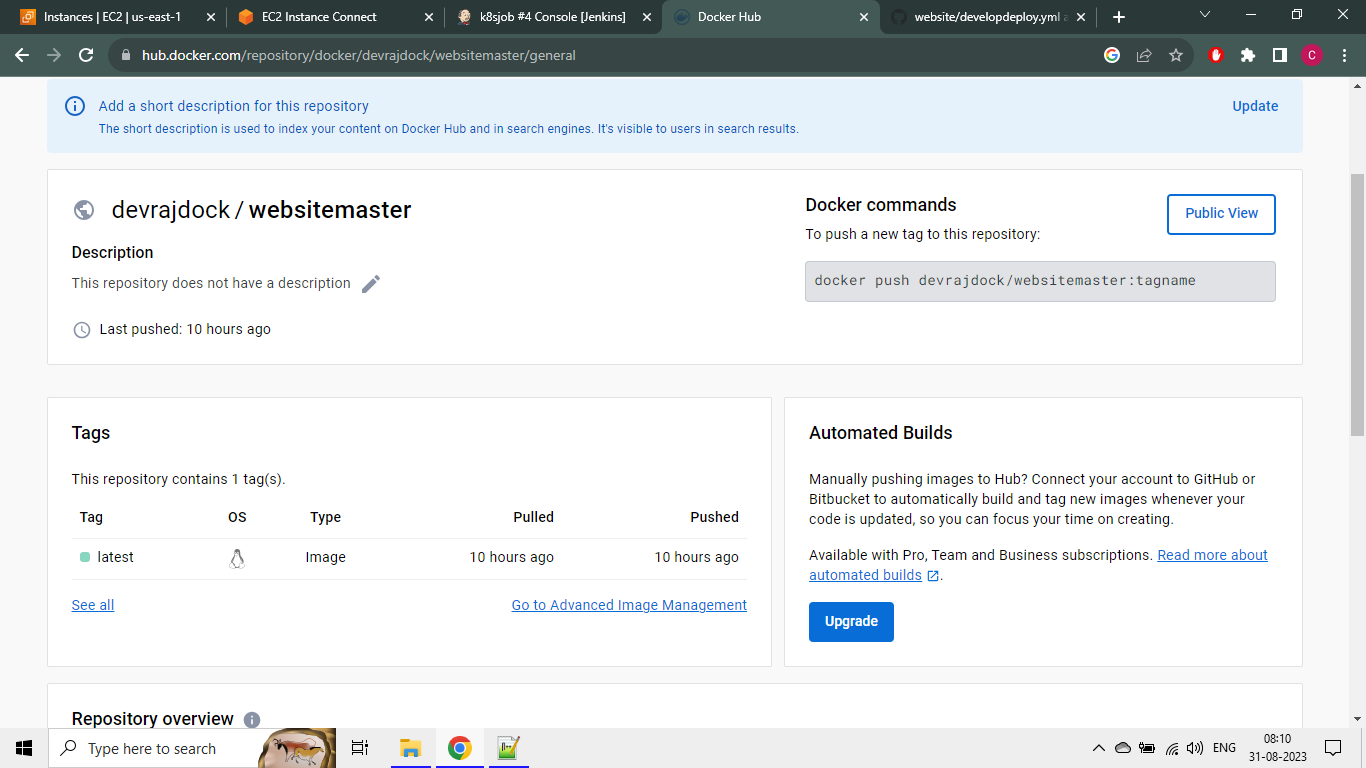 Instances | EC2 | us-east-1
EC2 Instance Connect
k8sjob #4 Console [Jenkins]
Docker Hub
website/developdeploy.yml a
hub.docker.com/repository/docker/devrajdock/websitemaster/general
C
Add a short description for this repository
Update
The short description is used to index your content on Docker Hub and in search engines. It's visible to users in search results.
devrajdock / websitemaster
Description
This repository does not have a description
Last pushed: 10 hours ago
Docker commands
Public View
To push a new tag to this repository:
docker push devrajdock/websitemaster:tagname
Tags
This repository contains 1 tag(s).
Tag OS Type Pulled Pushed
latest Image 10 hours ago 10 hours ago
See all
Go to Advanced Image Management
Automated Builds
Manually pushing images to Hub? Connect your account to GitHub or
Bitbucket to automatically build and tag new images whenever your
code is updated, so you can focus your time on creating.
Available with Pro, Team and Business subscriptions. Read more about
automated builds .
Upgrade
Repository overview
Type here to search
ENG
08:10
31-08-2023